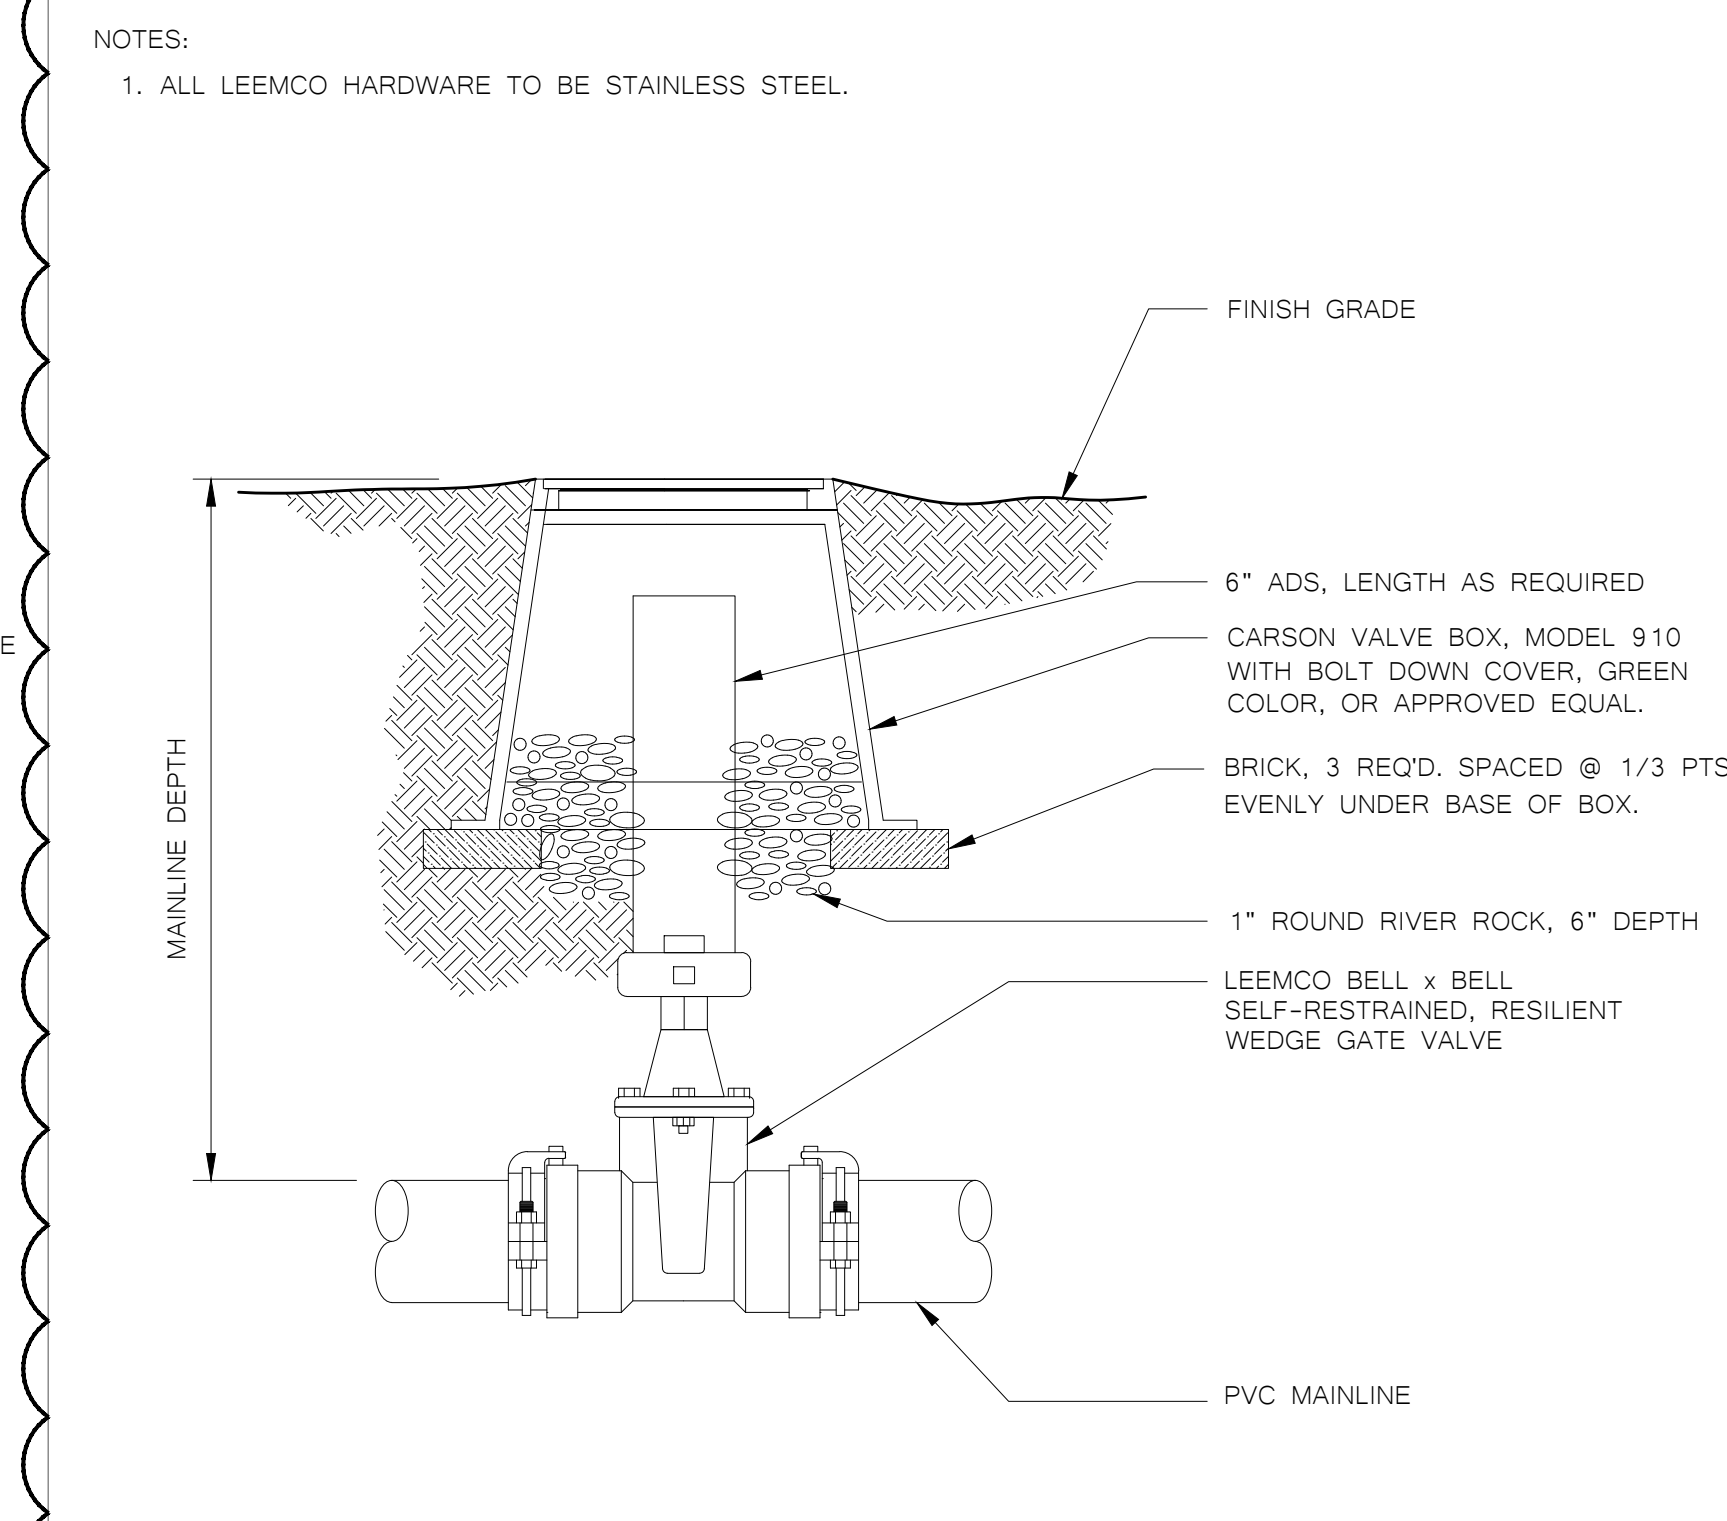 NOTES:
1. ALL LEEMCO HARDWARE TO BE STAINLESS STEEL.
FINISH GRADE
6" ADS, LENGTH AS REQUIRED
E
CARSON VALVE BOX, MODEL 910
WITH BOLT DOWN COVER, GREEN
COLOR, OR APPROVED EQUAL.
MAINLINE DEPTH
BRICK, 3 REQ'D. SPACED @ 1/3 PTS
EVENLY UNDER BASE OF BOX.
1" ROUND RIVER ROCK, 6" DEPTH
LEEMCO BELL x BELL
SELF-RESTRAINED, RESILIENT
WEDGE GATE VALVE
PVC MAINLINE